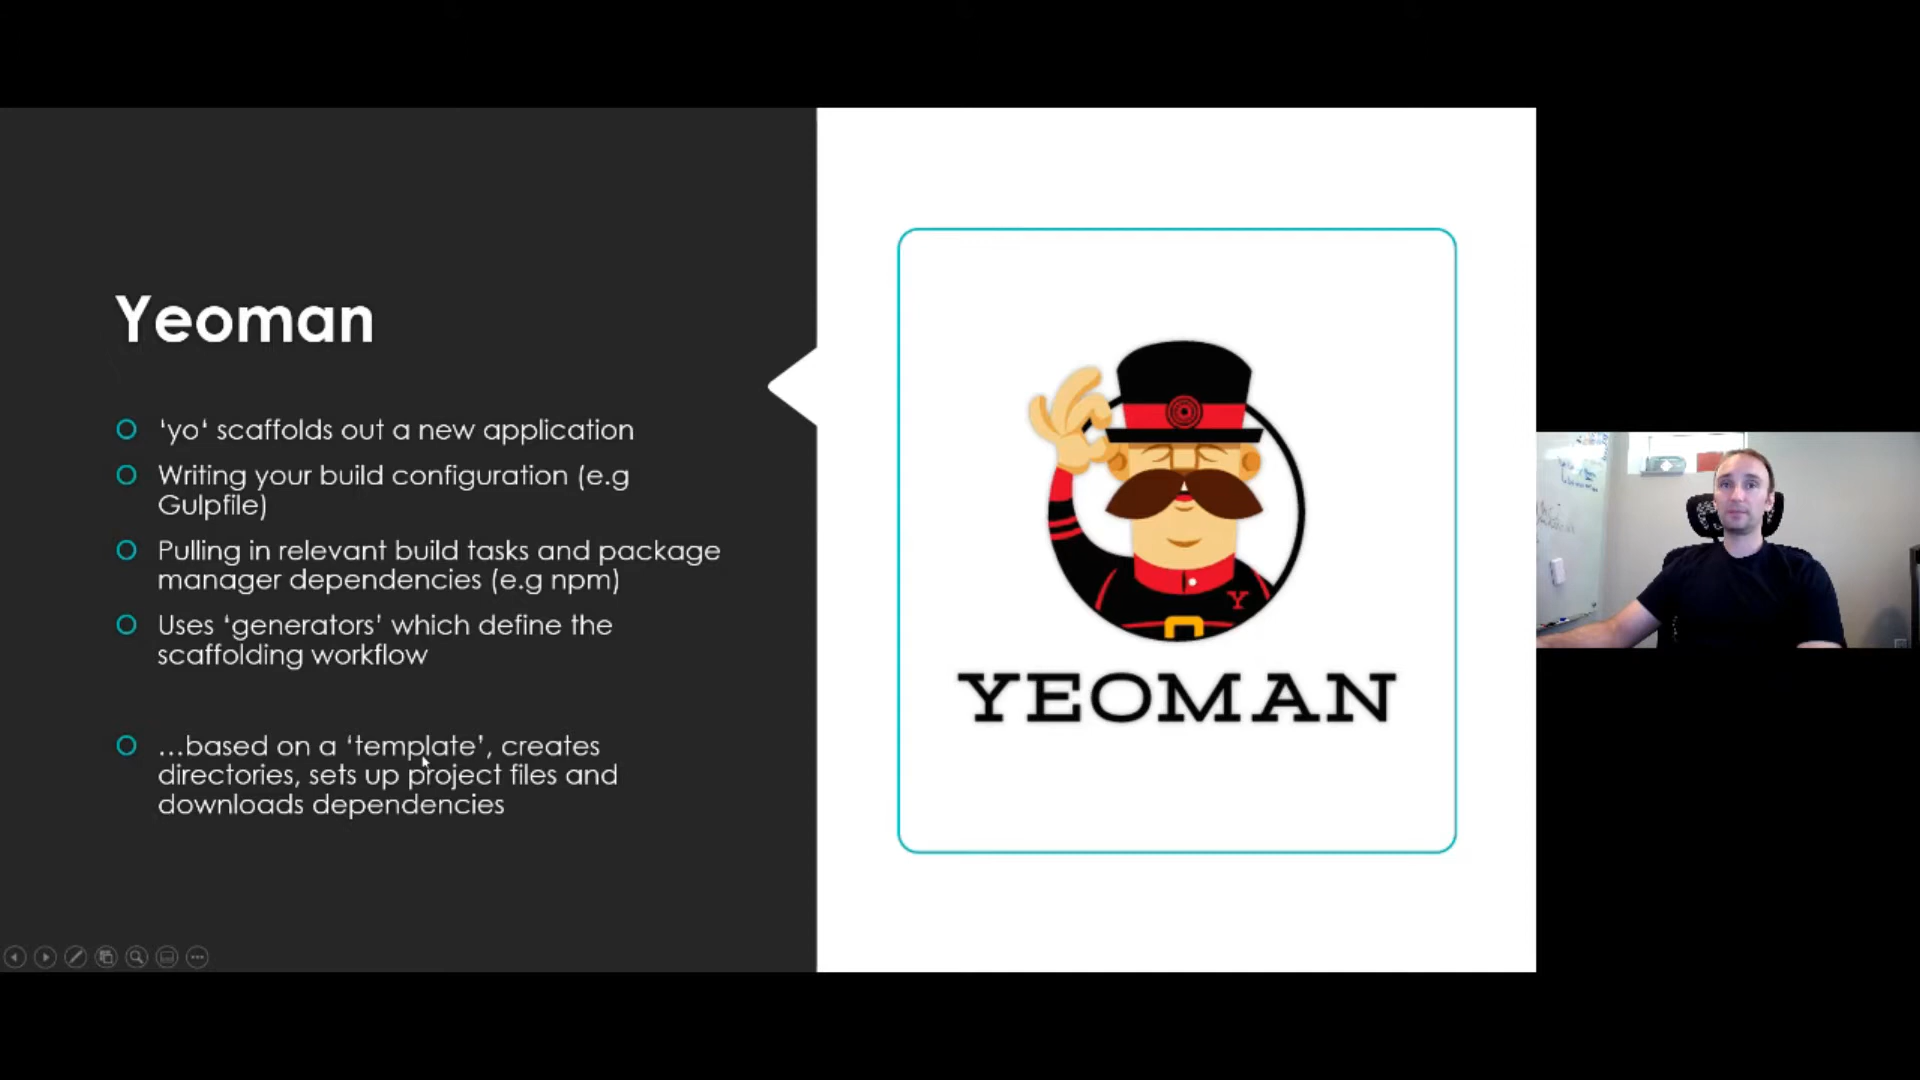 Yeoman
‘yo‘ scaffolds out a new application
Writing your build configuration (e.g
Gulpfile)
Pulling in relevant build tasks and package
manager dependencies (e.g npm)
Uses ‘generators’ which define the
scaffolding workflow
…based on a ‘template’, creates
directories, sets up project files and
downloads dependencies
Y
YEOMAN